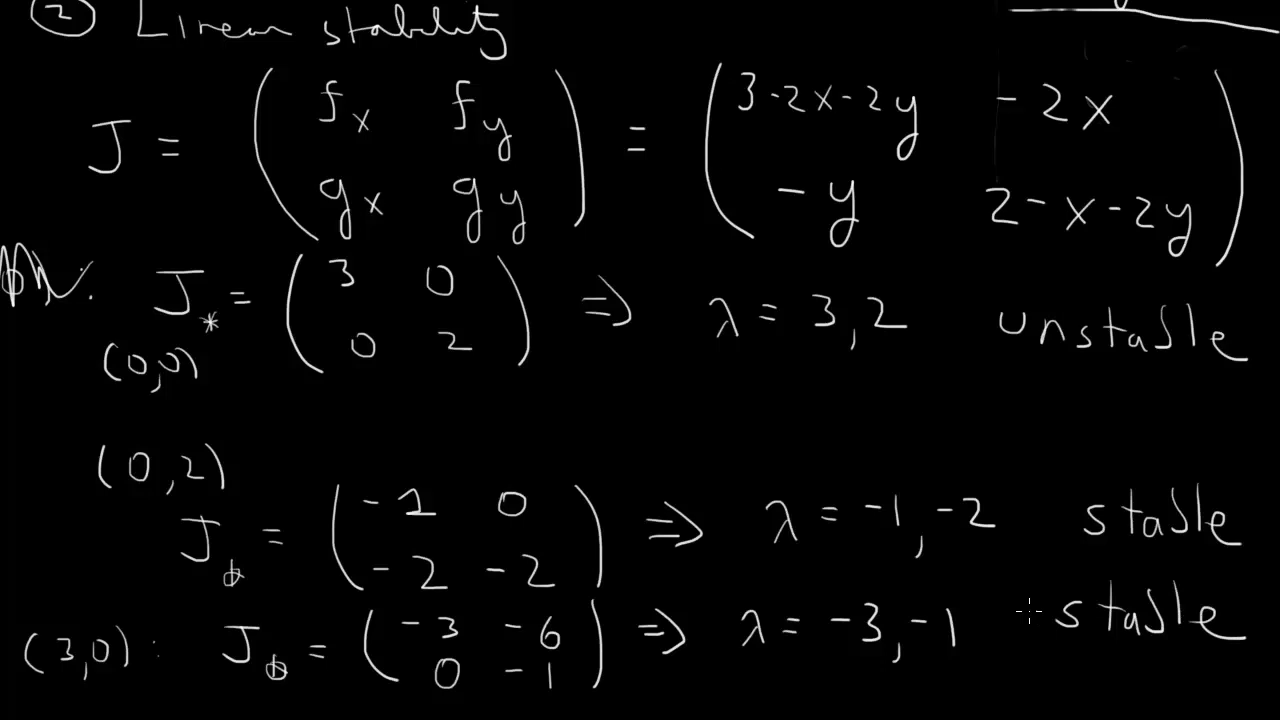 ② Linear stability
J = ( fx fy ; gx gy ) = ( 3-2x-2y -2x ; -y 2-x-2y )
J* = ( 3 0 ; 0 2 ) ⇒ λ = 3,2 unstable
(0,0)
(0,2)
J* = ( -1 0 ; -2 -2 ) ⇒ λ = -1,-2 stable
(3,0): J* = ( -3 -6 ; 0 -1 ) ⇒ λ = -3,-1 stable